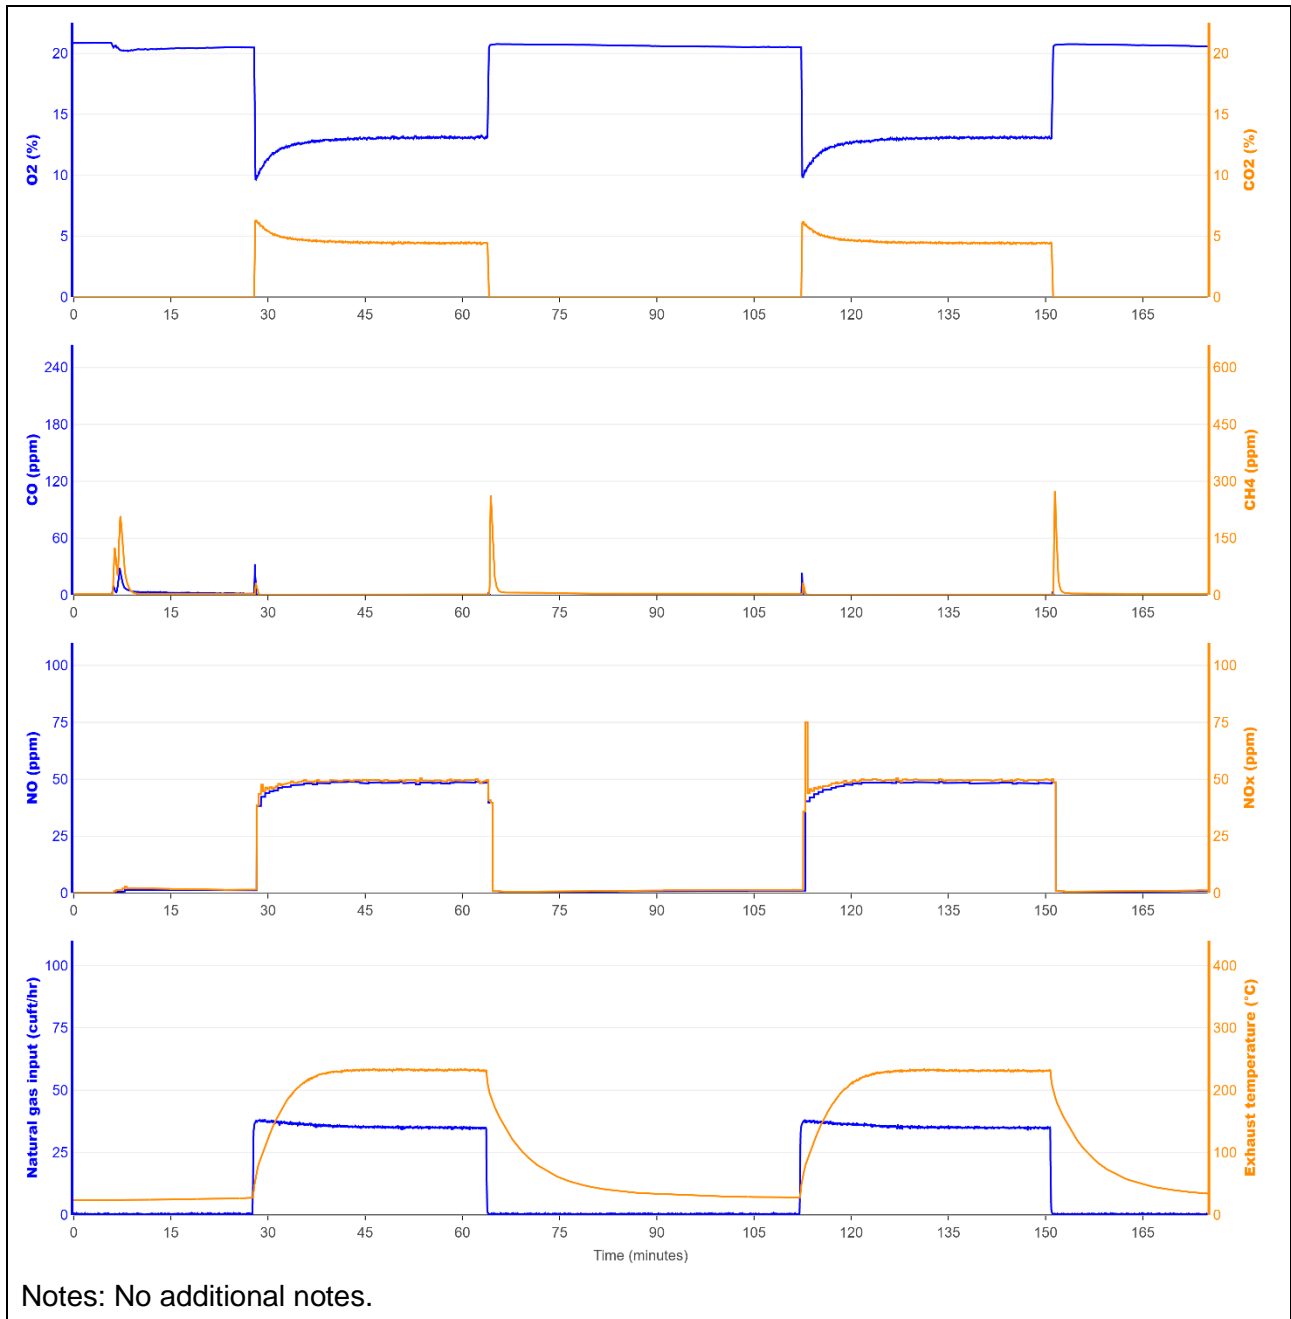 20 20
15 15
10 10
5 5
0 0
O2 (%) CO2 (%)
0 15 30 45 60 75 90 105 120 135 150 165
240 600
180 450
120 300
60 150
0 0
CO (ppm) CH4 (ppm)
0 15 30 45 60 75 90 105 120 135 150 165
100 100
75 75
50 50
25 25
0 0
NO (ppm) NOx (ppm)
0 15 30 45 60 75 90 105 120 135 150 165
100 400
75 300
50 200
25 100
0 0
Natural gas input (cuft/hr) Exhaust temperature (°C)
0 15 30 45 60 75 90 105 120 135 150 165
Time (minutes)
Notes: No additional notes.